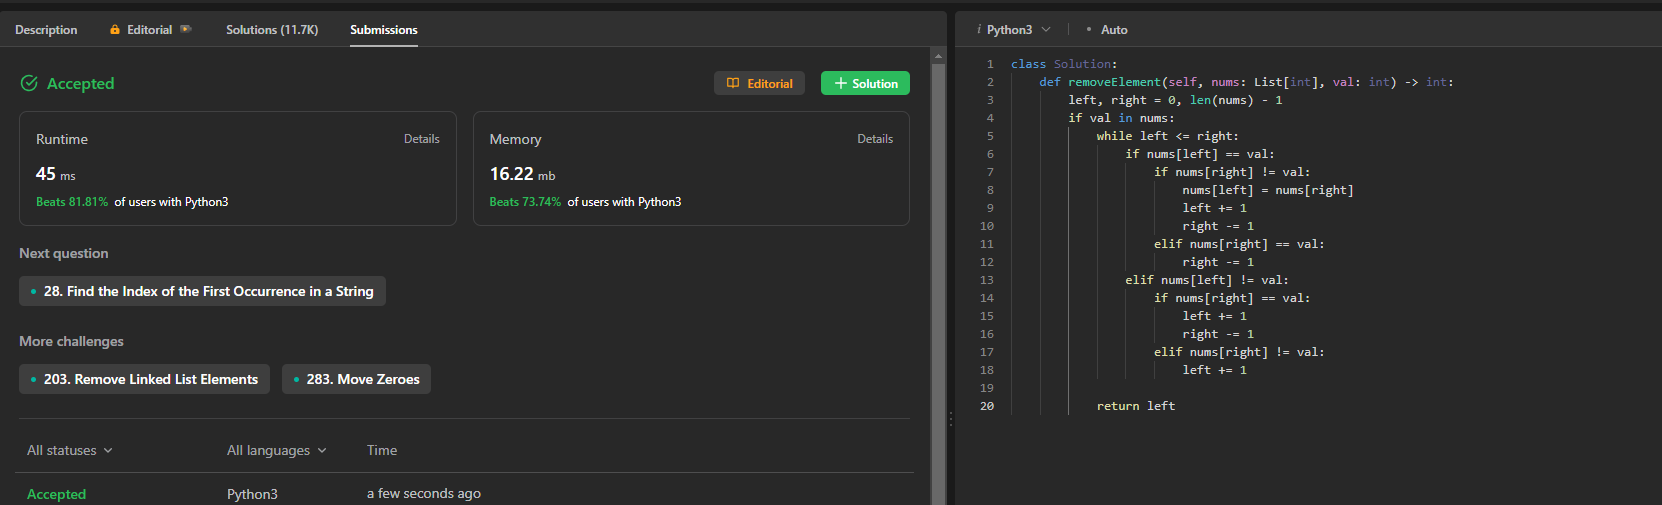 Description Editorial Solutions (11.7K) Submissions
Accepted Editorial Solution
Runtime Details
45 ms
Beats 81.81% of users with Python3
Memory Details
16.22 mb
Beats 73.74% of users with Python3
Next question
28. Find the Index of the First Occurrence in a String
More challenges
203. Remove Linked List Elements 283. Move Zeroes
All statuses All languages Time
Accepted Python3 a few seconds ago
i Python3 • Auto
1 class Solution:
2     def removeElement(self, nums: List[int], val: int) -> int:
3         left, right = 0, len(nums) - 1
4         if val in nums:
5             while left <= right:
6                 if nums[left] == val:
7                     if nums[right] != val:
8                         nums[left] = nums[right]
9                         left += 1
10                         right -= 1
11                     elif nums[right] == val:
12                         right -= 1
13                 elif nums[left] != val:
14                     if nums[right] == val:
15                         left += 1
16                         right -= 1
17                     elif nums[right] != val:
18                         left += 1
19
20             return left